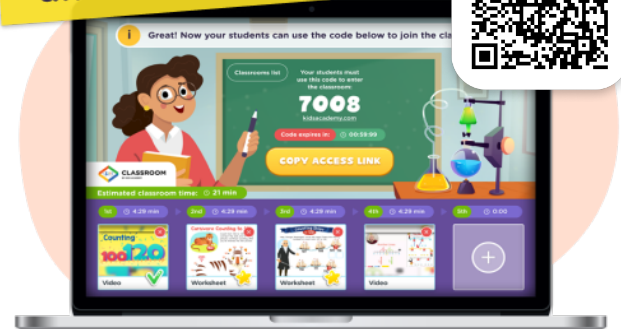 Great! Now your students can use the code below to join the cla
Classrooms list
Your students must
use this code to enter
the classroom:
7008
kidsacademy.com
Code expires in:
00:59:99
COPY ACCESS LINK
CLASSROOM
Estimated classroom time: 21 min
1st 4:29 min
2nd 4:29 min
3rd 4:29 min
4th 4:29 min
5th 0:00
Counting
100
120
Video
Worksheet
Worksheet
Video